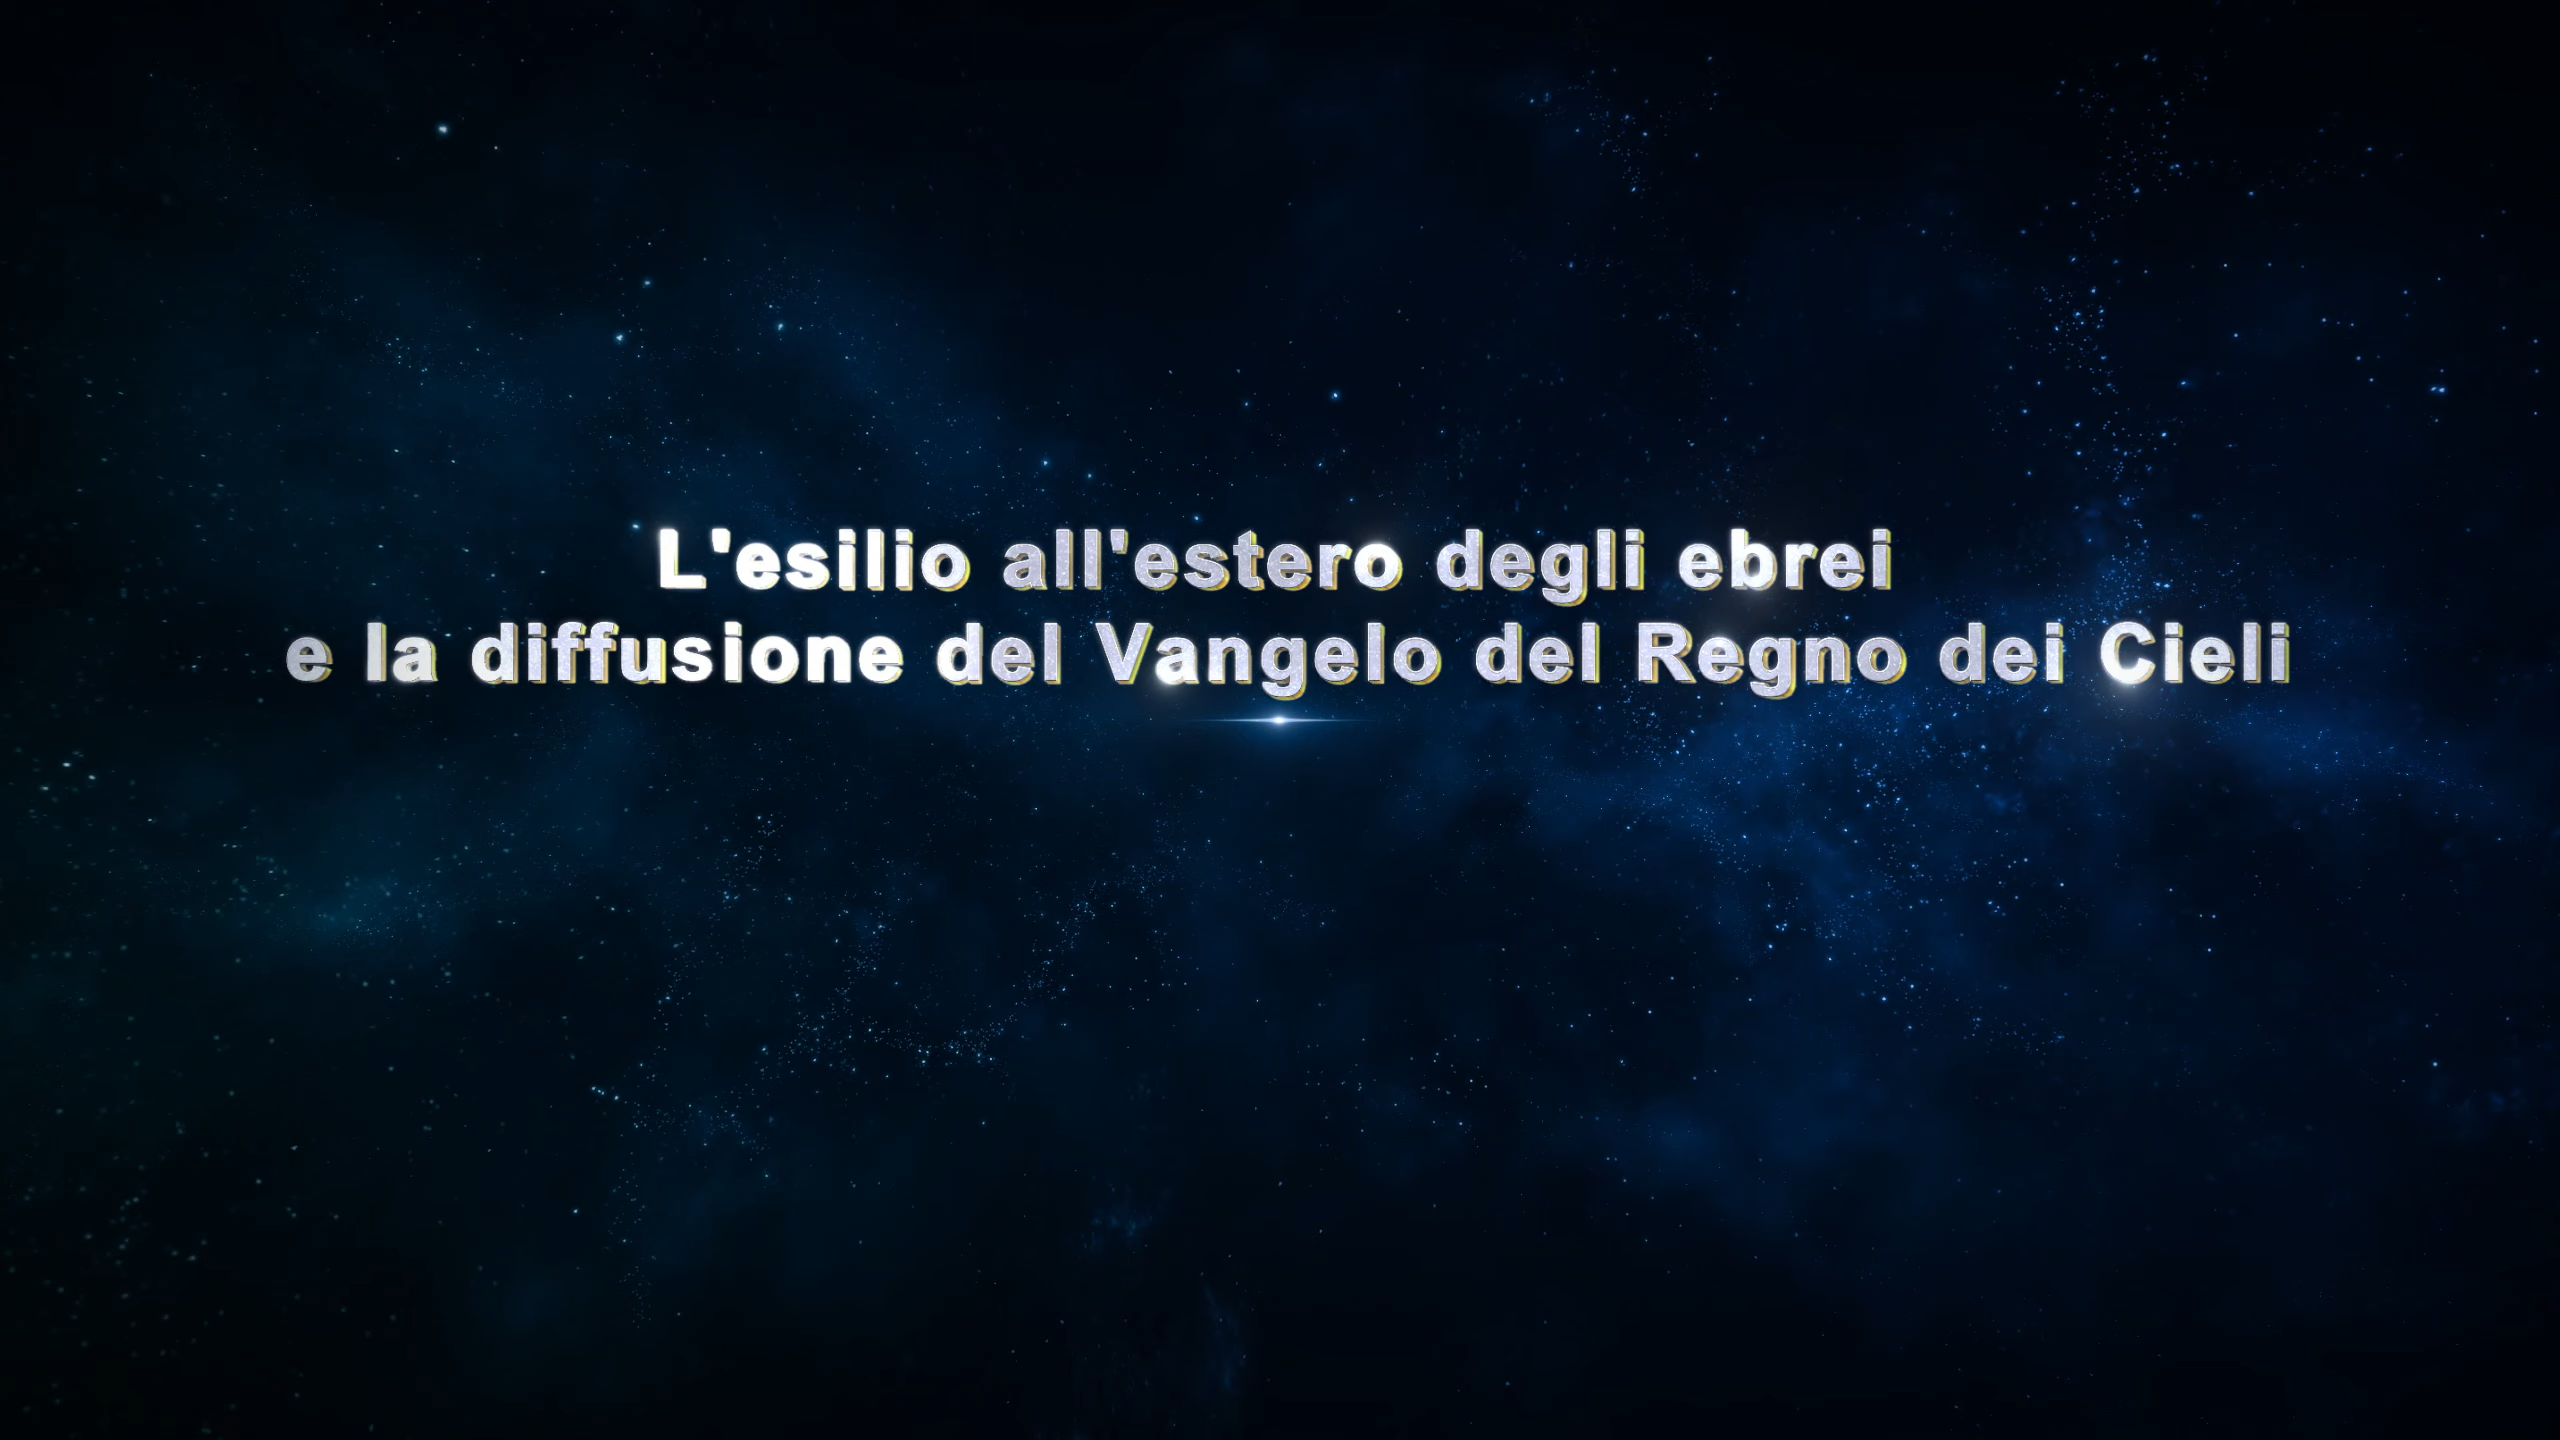 L'esilio all'estero degli ebrei
e la diffusione del Vangelo del Regno dei Cieli